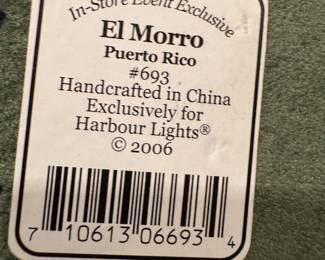 In-Store Event Exclusive
El Morro
Puerto Rico
#693
Handcrafted in China
Exclusively for
Harbour Lights®
© 2006
7 10613 06693 4